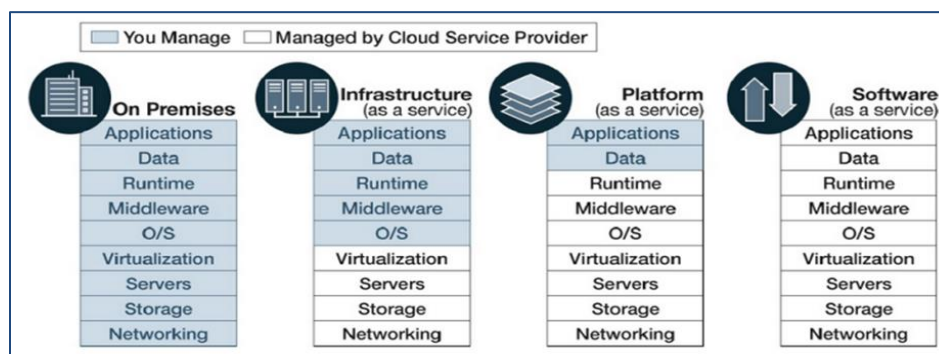 You Manage Managed by Cloud Service Provider
On Premises
Applications
Data
Runtime
Middleware
O/S
Virtualization
Servers
Storage
Networking
Infrastructure
(as a service)
Applications
Data
Runtime
Middleware
O/S
Virtualization
Servers
Storage
Networking
Platform
(as a service)
Applications
Data
Runtime
Middleware
O/S
Virtualization
Servers
Storage
Networking
Software
(as a service)
Applications
Data
Runtime
Middleware
O/S
Virtualization
Servers
Storage
Networking